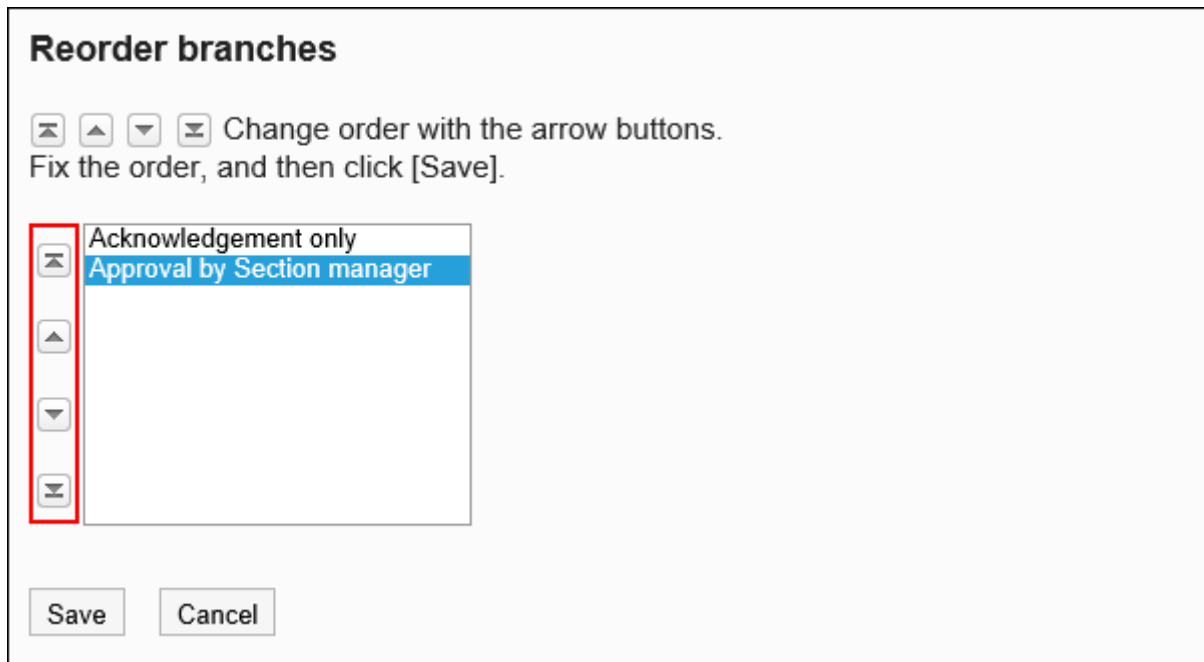 Reorder branches
Change order with the arrow buttons.
Fix the order, and then click [Save].
Acknowledgement only
Approval by Section manager
Save
Cancel